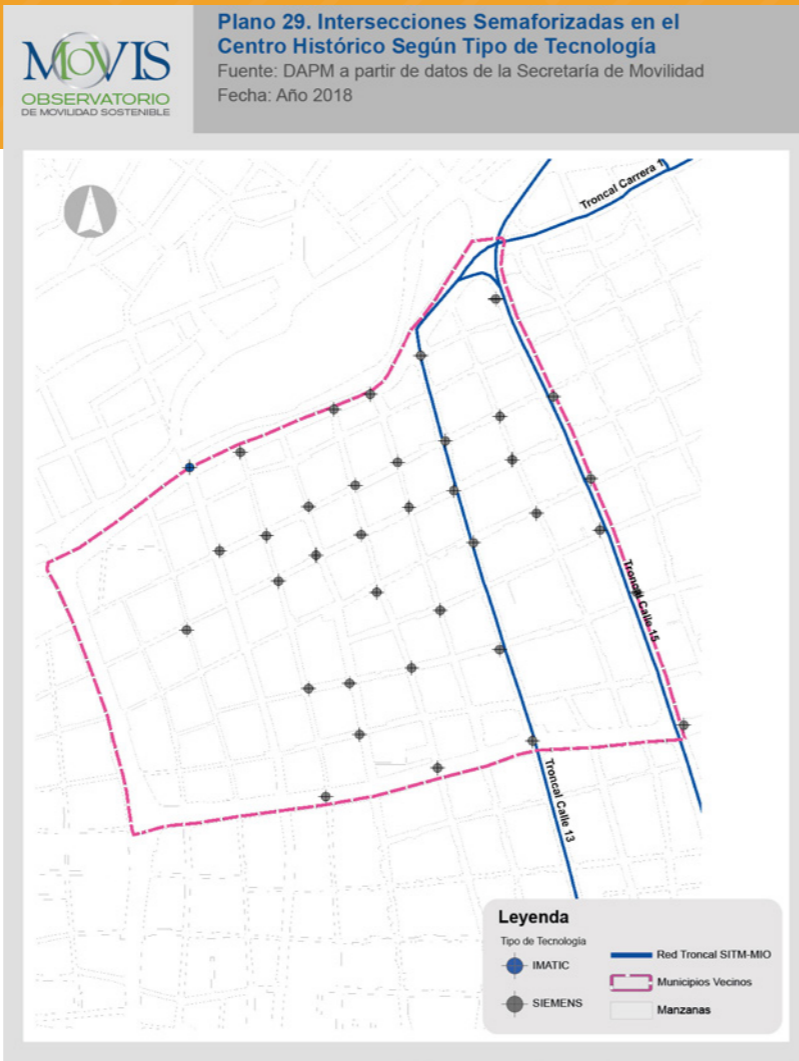 MOVIS
OBSERVATORIO
DE MOVILIDAD SOSTENIBLE
Plano 29. Intersecciones Semaforizadas en el
Centro Histórico Según Tipo de Tecnología
Fuente: DAPM a partir de datos de la Secretaría de Movilidad
Fecha: Año 2018
Troncal Carrera 1
Troncal Calle 15
Troncal Calle 13
Leyenda
Tipo de Tecnología
IMATIC
SIEMENS
Red Troncal SITM-MIO
Municipios Vecinos
Manzanas